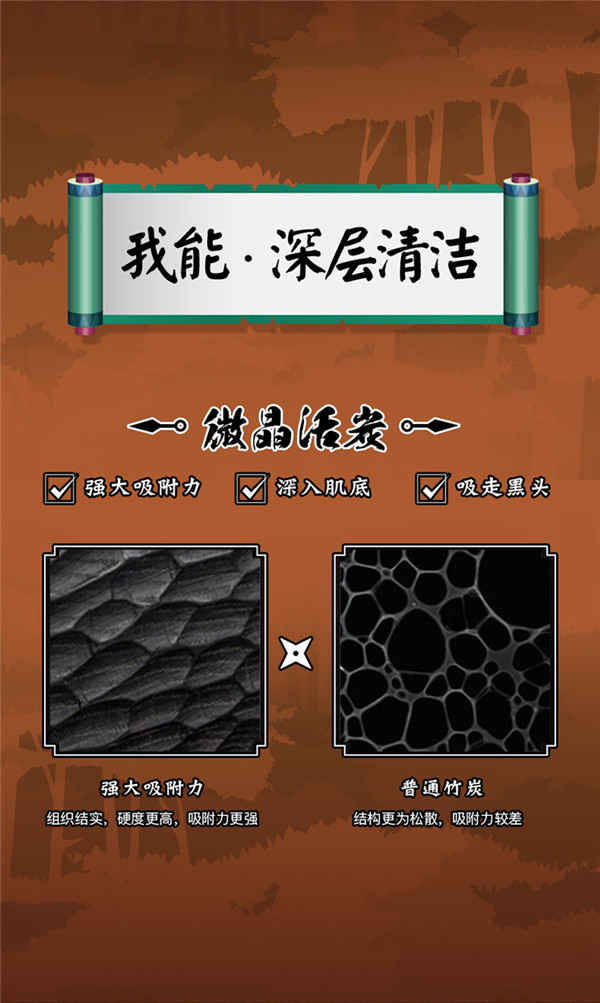 我能·深层清洁
微晶活炭
强大吸附力 深入肌底 吸走黑头
强大吸附力 普通竹炭
组织结实，硬度更高，吸附力更强 结构更为松散，吸附力较差